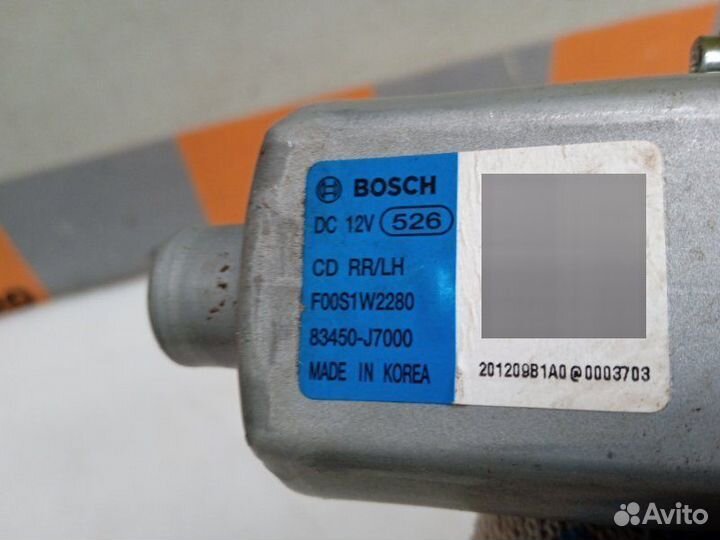 BOSCH
DC 12V 526
CD RR/LH
F00S1W2280
83450-J7000
MADE IN KOREA
201209B1A0@0003703
Avito